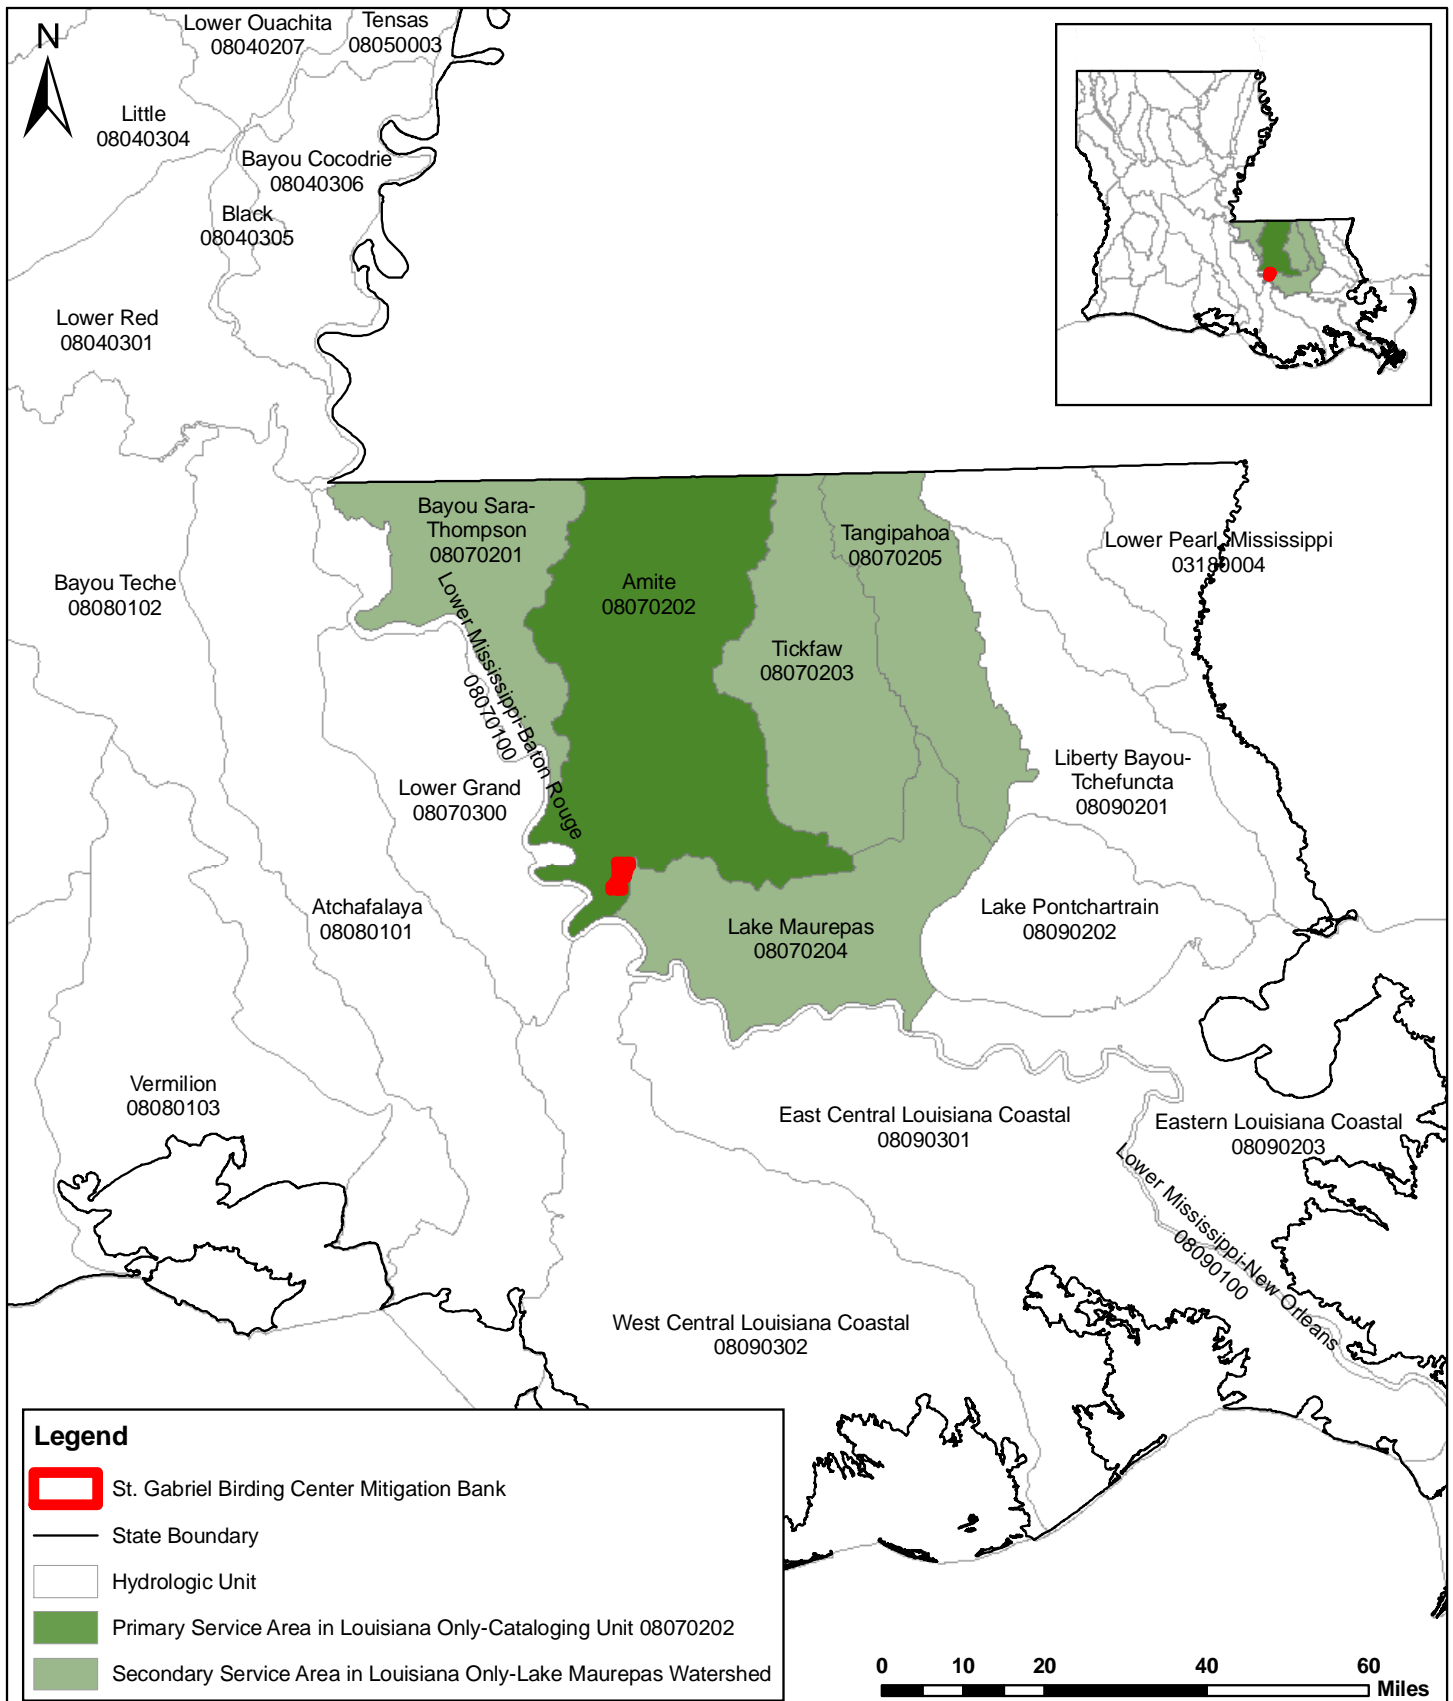 N
Lower Ouachita
08040207
Tensas
08050003
Little
08040304
Bayou Cocodrie
08040306
Black
08040305
Lower Red
08040301
Bayou Sara-
Thompson
08070201
Tangipahoa
08070205
Lower Pearl. Mississippi
03180004
Bayou Teche
08080102
Amite
08070202
Lower Mississippi-Baton Rouge
08070100
Tickfaw
08070203
Lower Grand
08070300
Liberty Bayou-
Tchefuncta
08090201
Atchafalaya
08080101
Lake Maurepas
08070204
Lake Pontchartrain
08090202
Vermilion
08080103
East Central Louisiana Coastal
08090301
Eastern Louisiana Coastal
08090203
Lower Mississippi-New Orleans
08090100
West Central Louisiana Coastal
08090302
Legend
St. Gabriel Birding Center Mitigation Bank
State Boundary
Hydrologic Unit
Primary Service Area in Louisiana Only-Cataloging Unit 08070202
Secondary Service Area in Louisiana Only-Lake Maurepas Watershed
0 10 20 40 60
Miles